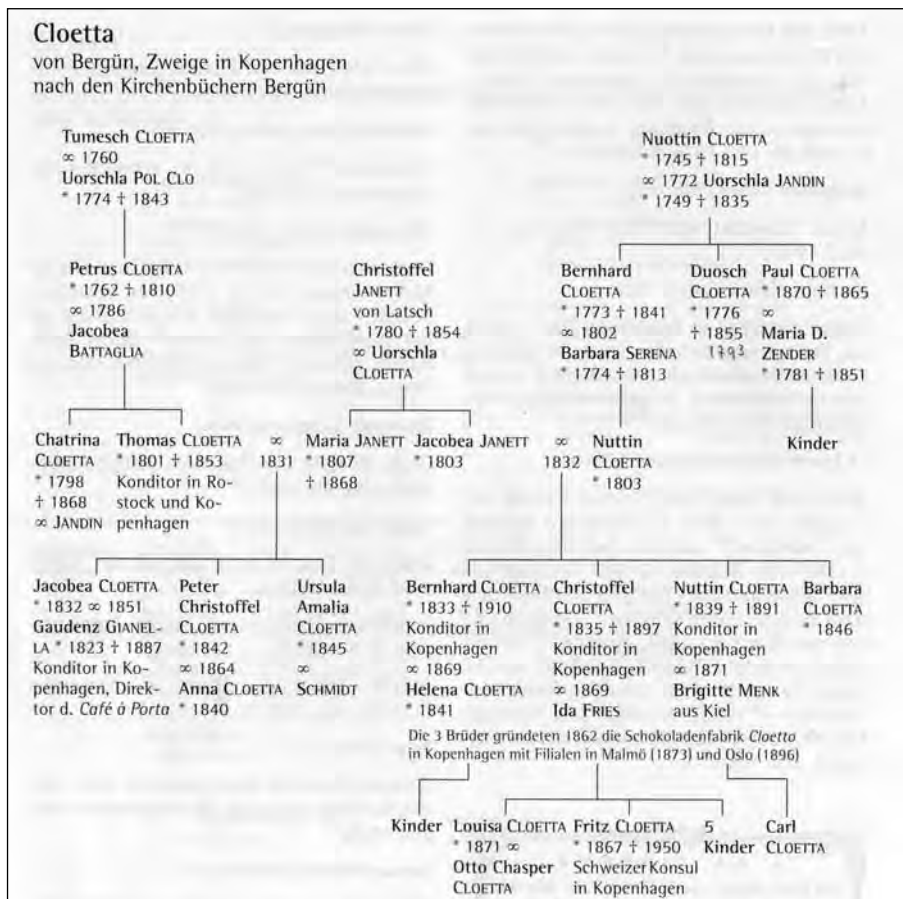 Cloetta
von Bergün, Zweige in Kopenhagen
nach den Kirchenbüchern Bergün
Tumesch CLOETTA
∞ 1760
Uorschla POL CLO
* 1774 † 1843
Nuottin CLOETTA
* 1745 † 1815
∞ 1772 Uorschla JANDIN
* 1749 † 1835
Petrus CLOETTA
* 1762 † 1810
∞ 1786
Jacobea
BATTAGLIA
Christoffel
JANETT
von Latsch
* 1780 † 1854
∞ Uorschla
CLOETTA
Bernhard
CLOETTA
* 1773 † 1841
∞ 1802
Barbara SERENA
* 1774 † 1813
Duosch
CLOETTA
* 1776
† 1855
1793
Paul CLOETTA
* 1870 † 1865
∞
Maria D.
ZENDER
* 1781 † 1851
Chatrina
CLOETTA
* 1798
† 1868
∞ JANDIN
Thomas CLOETTA
* 1801 † 1853
Konditor in Ro-
stock und Ko-
penhagen
∞
1831
Maria JANETT
* 1807
† 1868
Jacobea JANETT
* 1803
∞
1832
Nuttin
CLOETTA
* 1803
Kinder
Jacobea CLOETTA
* 1832 ∞ 1851
Gaudenz GIANEL-
LA * 1823 † 1887
Konditor in Ko-
penhagen, Direk-
tor d. Café à Porta
Peter
Christoffel
CLOETTA
* 1842
∞ 1864
Anna CLOETTA
* 1840
Ursula
Amalia
CLOETTA
* 1845
∞
SCHMIDT
Bernhard CLOETTA
* 1833 † 1910
Konditor in
Kopenhagen
∞ 1869
Helena CLOETTA
* 1841
Christoffel
CLOETTA
* 1835 † 1897
Konditor in
Kopenhagen
∞ 1869
Ida FRIES
Nuttin CLOETTA
* 1839 † 1891
Konditor in
Kopenhagen
∞ 1871
Brigitte MENK
aus Kiel
Barbara
CLOETTA
* 1846
Die 3 Brüder gründeten 1862 die Schokoladenfabrik Cloetta
in Kopenhagen mit Filialen in Malmö (1873) und Oslo (1896)
Kinder
Louisa CLOETTA
* 1871 ∞
Otto Chasper
CLOETTA
Fritz CLOETTA
* 1867 † 1950
Schweizer Konsul
in Kopenhagen
5
Kinder
Carl
CLOETTA